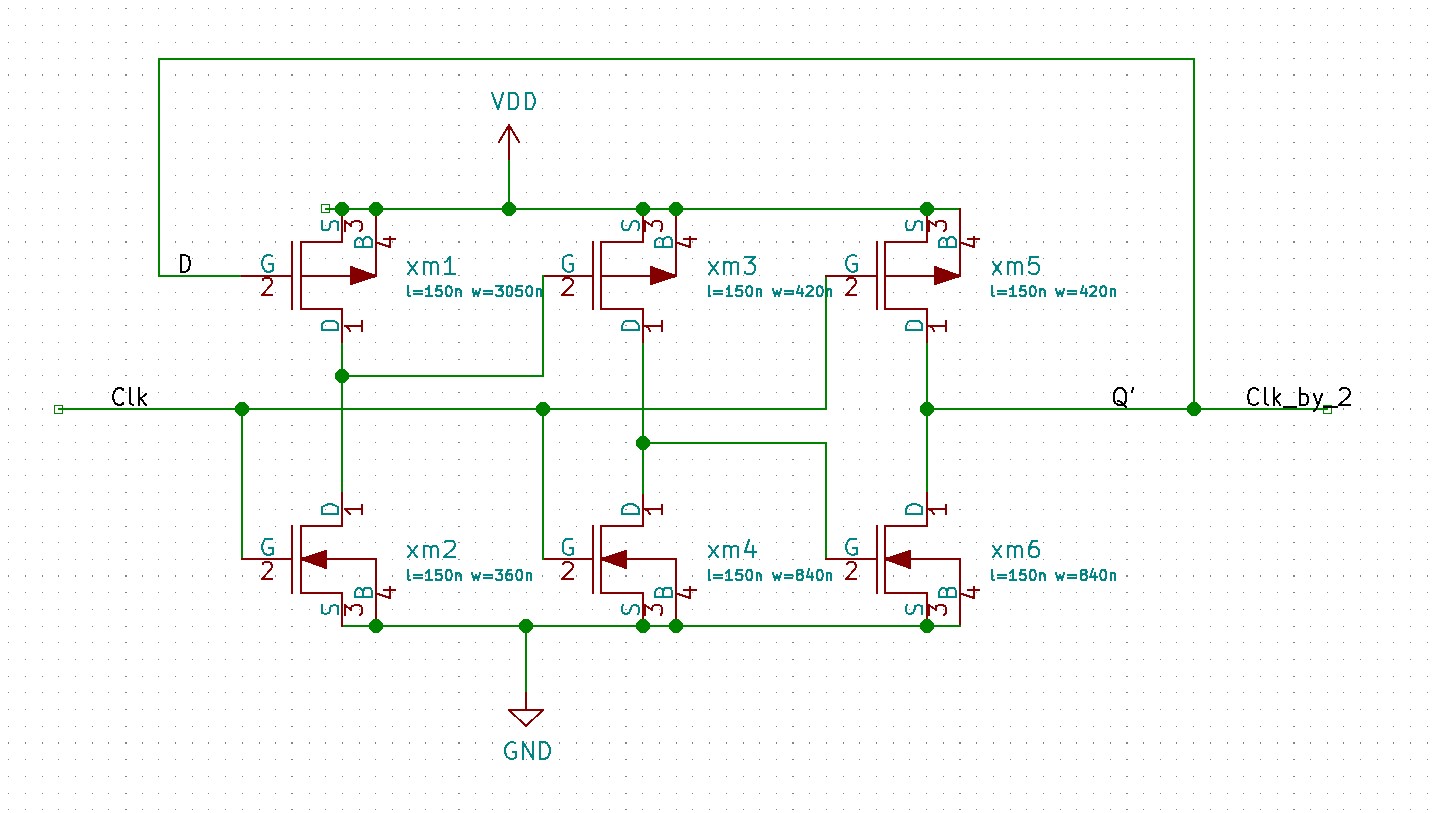 VDD
S
3
B
4
S
3
B
4
S
3
B
4
D
G
2
xm1
l=150n w=3050n
G
2
xm3
l=150n w=420n
G
2
xm5
l=150n w=420n
D
1
D
1
D
1
Clk
Q'
Clk_by_2
D
1
D
1
D
1
G
2
xm2
l=150n w=360n
G
2
xm4
l=150n w=840n
G
2
xm6
l=150n w=840n
S
3
B
4
S
3
B
4
S
3
B
4
GND